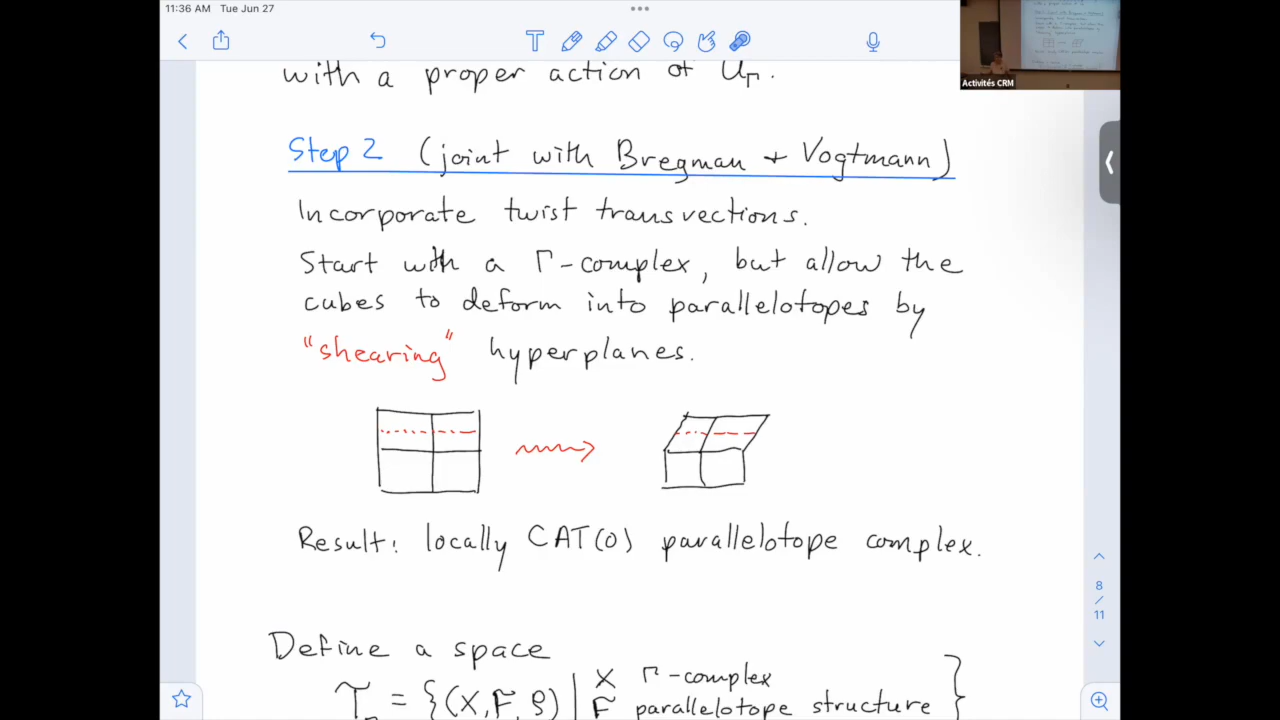 11:36 AM Tue Jun 27
Activités CRM
with a proper action of U_Γ.
Step 2 (joint with Bregman + Vogtmann)
Incorporate twist transvections.
Start with a Γ-complex, but allow the
cubes to deform into parallelotopes by
"shearing" hyperplanes.
Result: locally CAT(0) parallelotope complex.
8
/
11
Define a space
X Γ-complex
𝒯_Γ = {(X, F, ρ) | F parallelotope structure }